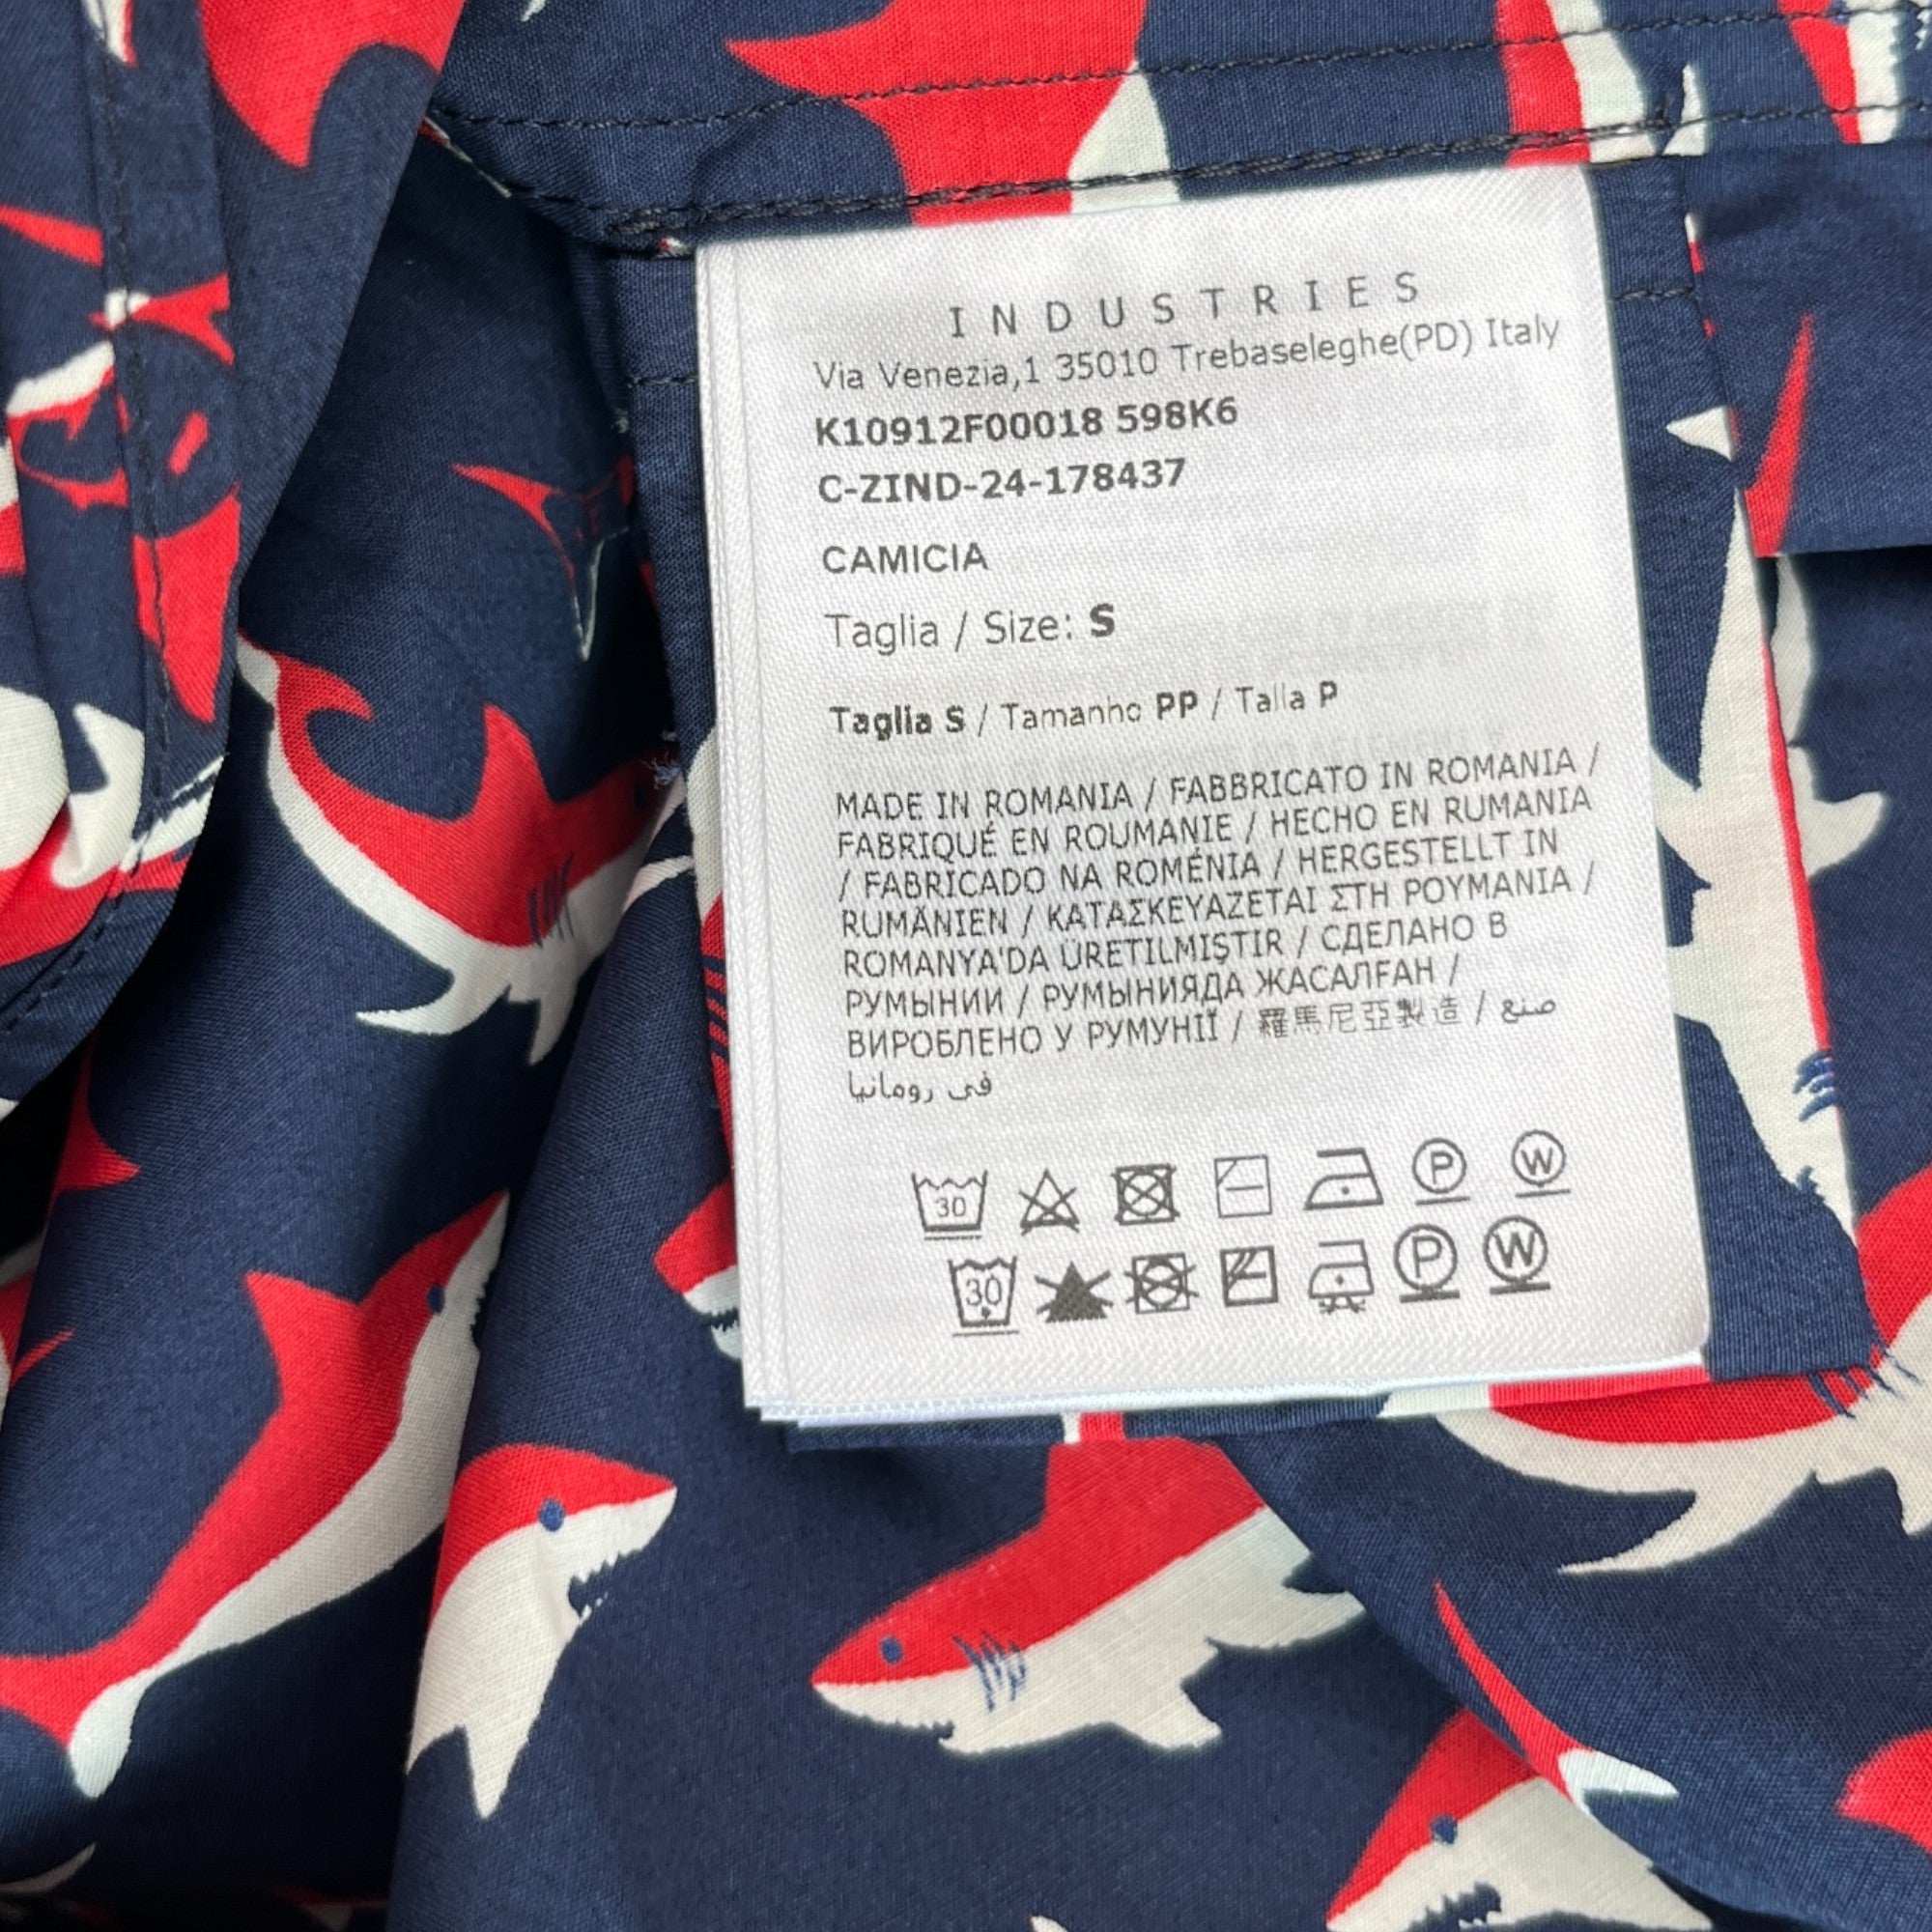 INDUSTRIES
Via Venezia,1 35010 Trebaseleghe(PD) Italy
K10912F00018 598K6
C-ZIND-24-178437
CAMICIA
Taglia / Size: S
Taglia S / Tamanho PP / Talla P
MADE IN ROMANIA / FABBRICATO IN ROMANIA /
FABRIQUÉ EN ROUMANIE / HECHO EN RUMANIA
/ FABRICADO NA ROMÉNIA / HERGESTELLT IN
RUMÄNIEN / ΚΑΤΑΣΚΕΥΑΖΕΤΑΙ ΣΤΗ ΡΟΥΜΑΝΙΑ /
ROMANYA'DA ÜRETILMIŞTIR / СДЕЛАНО В
РУМЫНИИ / РУМЫНИЯДА ЖАСАЛҒАН /
ВИРОБЛЕНО У РУМУНІЇ / 羅馬尼亞製造 / صنع
في رومانيا
30 P W
30 P W